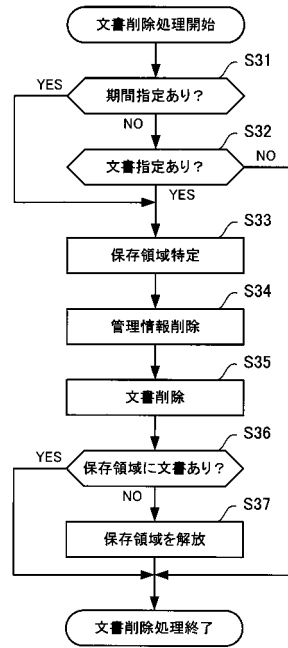 文書削除処理開始
S31
YES
期間指定あり？
NO
S32
文書指定あり？
NO
YES
S33
保存領域特定
S34
管理情報削除
S35
文書削除
S36
YES
保存領域に文書あり？
NO
S37
保存領域を解放
文書削除処理終了